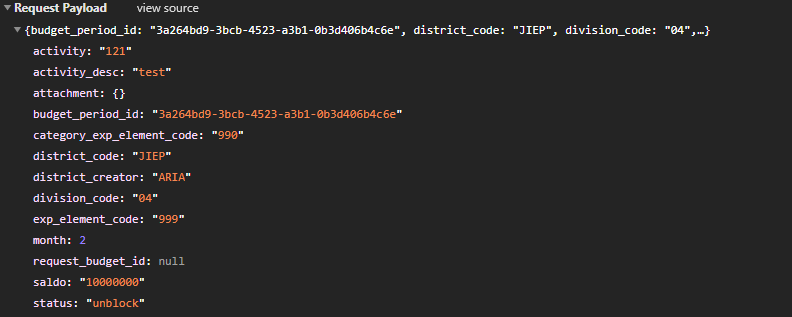 Request Payload view source
{budget_period_id: "3a264bd9-3bcb-4523-a3b1-0b3d406b4c6e", district_code: "JIEP", division_code: "04",…}
activity: "121"
activity_desc: "test"
attachment: {}
budget_period_id: "3a264bd9-3bcb-4523-a3b1-0b3d406b4c6e"
category_exp_element_code: "990"
district_code: "JIEP"
district_creator: "ARIA"
division_code: "04"
exp_element_code: "999"
month: 2
request_budget_id: null
saldo: "10000000"
status: "unblock"